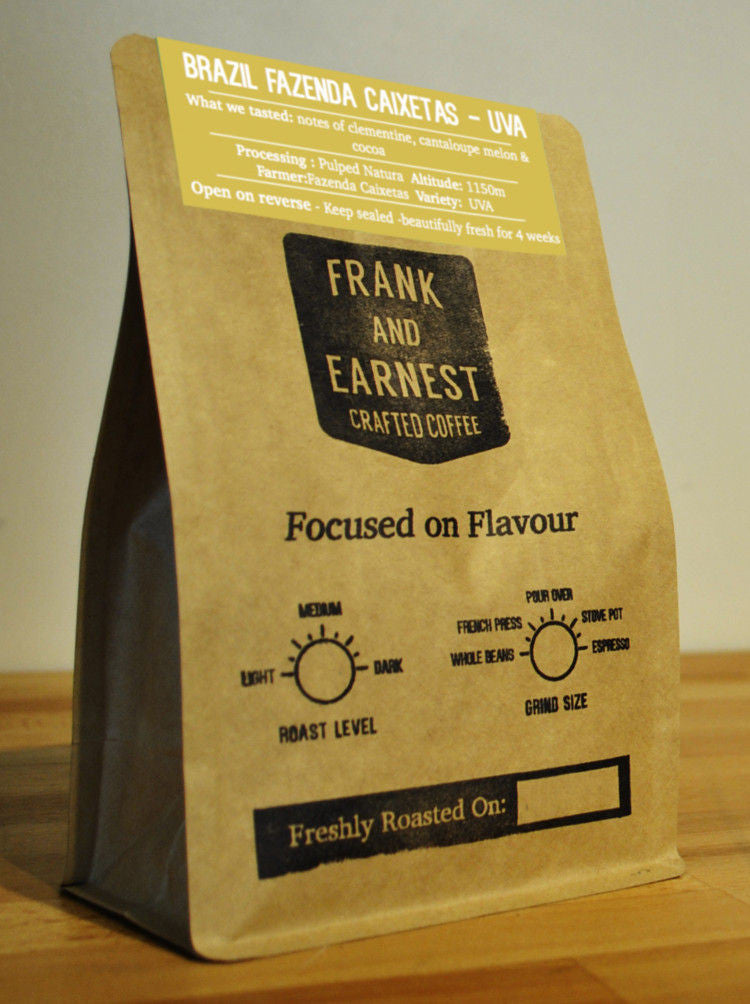 BRAZIL FAZENDA CAIXETAS - UVA
What we tasted: notes of clementine, cantaloupe melon &
cocoa
Processing : Pulped Natura Altitude: 1150m
Farmer:Fazenda Caixetas Variety: UVA
Open on reverse - Keep sealed -beautifully fresh for 4 weeks
FRANK
AND
EARNEST
CRAFTED COFFEE
Focused on Flavour
MEDIUM
LIGHT
DARK
ROAST LEVEL
POUR OVER
FRENCH PRESS
STOVE POT
WHOLE BEANS
ESPRESSO
GRIND SIZE
Freshly Roasted On: